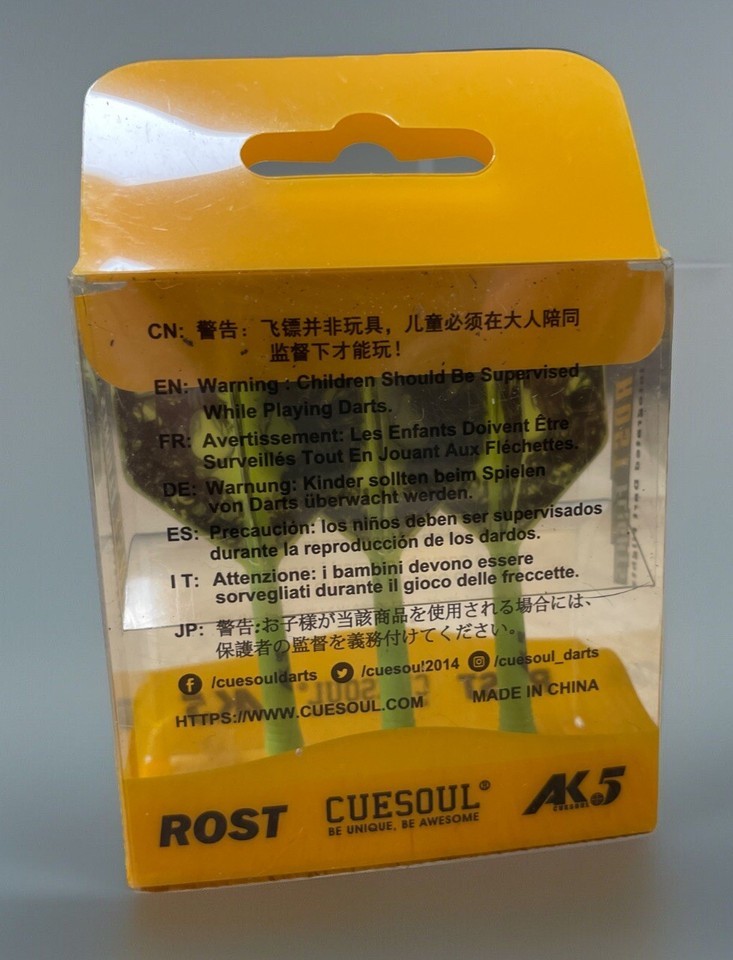 CN: 警告：飞镖并非玩具，儿童必须在大人陪同
监督下才能玩！
EN: Warning : Children Should Be Supervised
While Playing Darts.
FR: Avertissement: Les Enfants Doivent Être
Surveillés Tout En Jouant Aux Fléchettes.
DE: Warnung: Kinder sollten beim Spielen
von Darts überwacht werden.
ES: Precaución: los niños deben ser supervisados
durante la reproducción de los dardos.
IT: Attenzione: i bambini devono essere
sorvegliati durante il gioco delle freccette.
JP: 警告:お子様が当該商品を使用される場合には、
保護者の監督を義務付けてください。
/cuesouldarts /cuesoul2014 /cuesoul_darts
HTTPS://WWW.CUESOUL.COM MADE IN CHINA
ROST CUESOUL® AK.5
BE UNIQUE, BE AWESOME CUESOUL